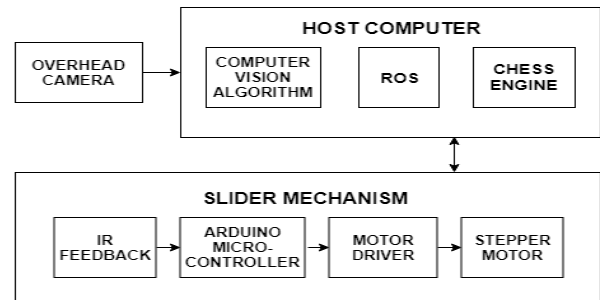 HOST COMPUTER
OVERHEAD
CAMERA
COMPUTER
VISION
ALGORITHM
ROS
CHESS
ENGINE
SLIDER MECHANISM
IR
FEEDBACK
ARDUINO
MICRO-
CONTROLLER
MOTOR
DRIVER
STEPPER
MOTOR